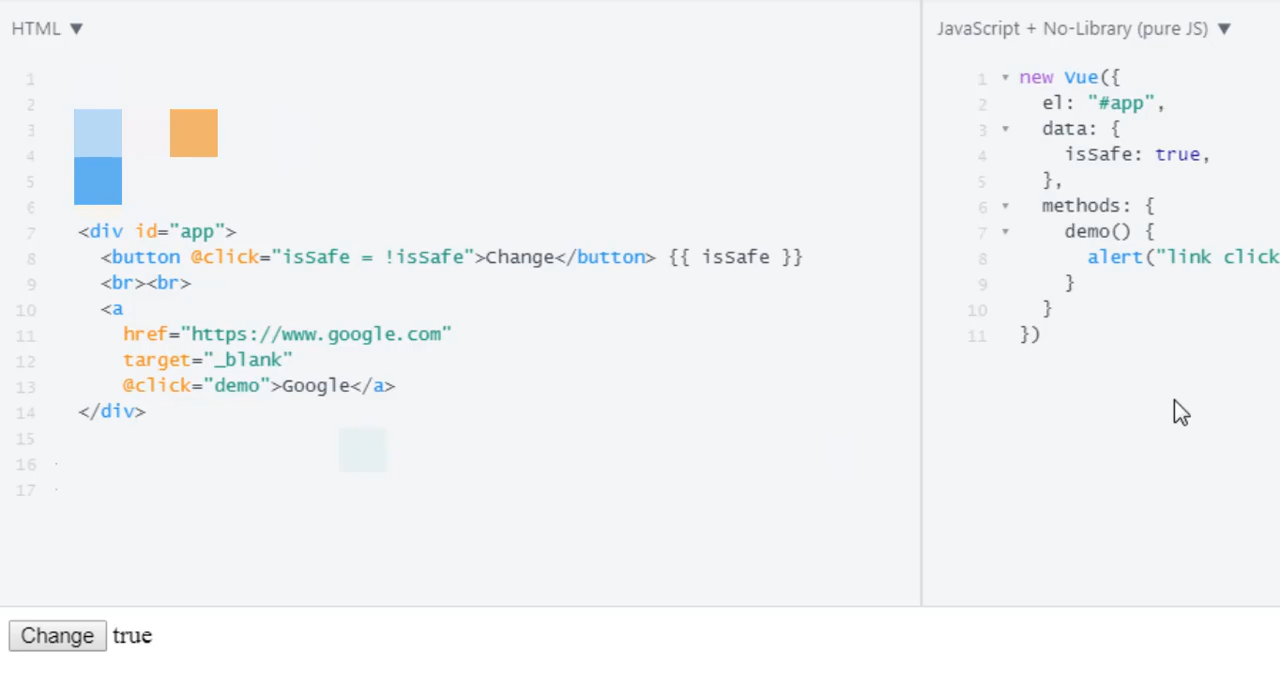 HTML ▼
1
2
3
4
5
6
7 <div id="app">
8 <button @click="isSafe = !isSafe">Change</button> {{ isSafe }}
9 <br><br>
10 <a
11 href="https://www.google.com"
12 target="_blank"
13 @click="demo">Google</a>
14 </div>
15
16
17
JavaScript + No-Library (pure JS) ▼
1 ▾ new Vue({
2 el: "#app",
3 ▾ data: {
4 isSafe: true,
5 },
6 ▾ methods: {
7 ▾ demo() {
8 alert("link click
9 }
10 }
11 })
Change true